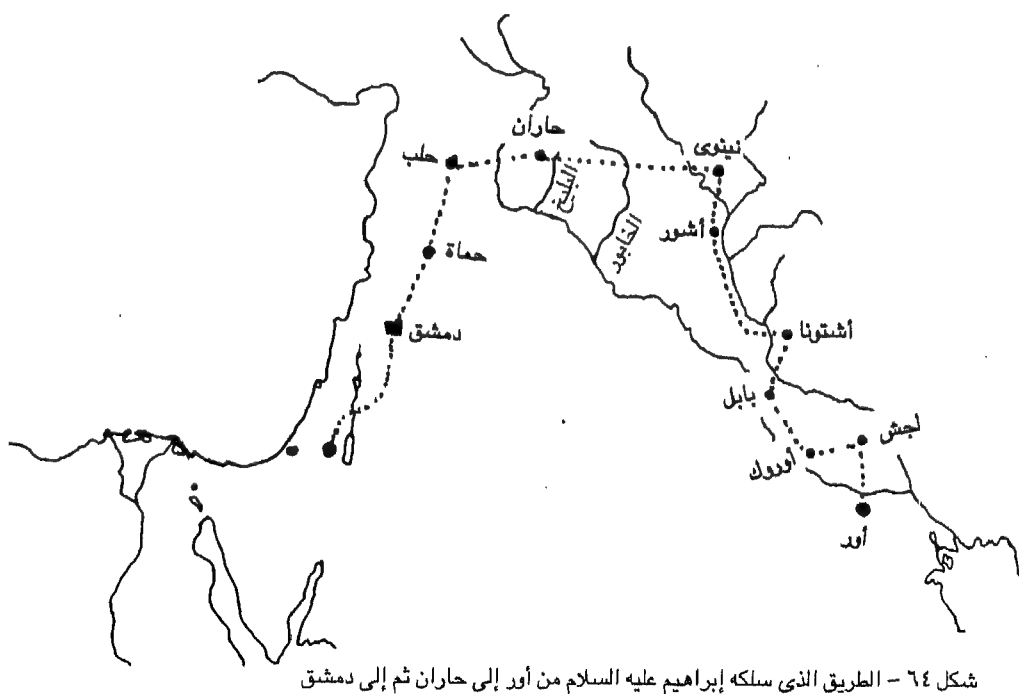 حاران
نينوى
حلب
البليخ
الخابور
أشور
حماة
دمشق
أشتونا
بابل
لجش
أوروك
أور
شكل ٦٤ - الطريق الذي سلكه إبراهيم عليه السلام من أور إلى حاران ثم إلى دمشق